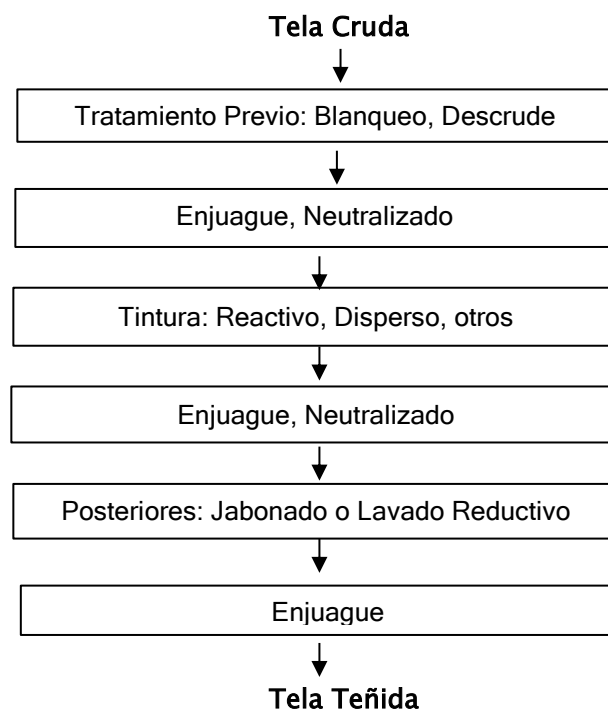 Tela Cruda
Tratamiento Previo: Blanqueo, Descrude
Enjuague, Neutralizado
Tintura: Reactivo, Disperso, otros
Enjuague, Neutralizado
Posteriores: Jabonado o Lavado Reductivo
Enjuague
Tela Teñida